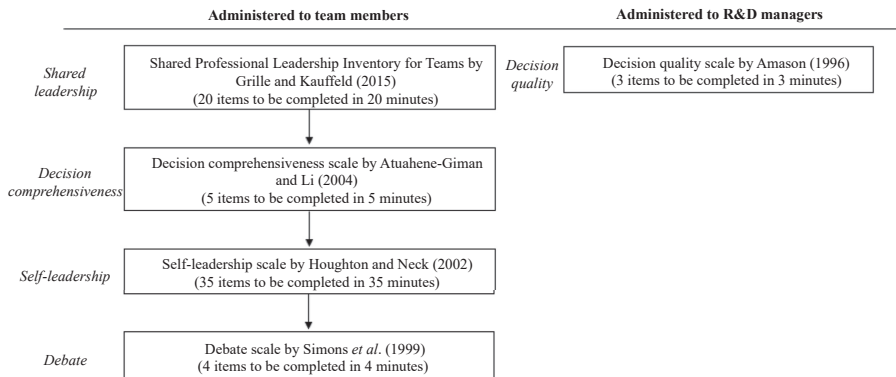 Administered to team members
Administered to R&D managers
Shared
leadership
Shared Professional Leadership Inventory for Teams by
Grille and Kauffeld (2015)
(20 items to be completed in 20 minutes)
Decision
quality
Decision quality scale by Amason (1996)
(3 items to be completed in 3 minutes)
Decision
comprehensiveness
Decision comprehensiveness scale by Atuahene-Giman
and Li (2004)
(5 items to be completed in 5 minutes)
Self-leadership
Self-leadership scale by Houghton and Neck (2002)
(35 items to be completed in 35 minutes)
Debate
Debate scale by Simons et al. (1999)
(4 items to be completed in 4 minutes)